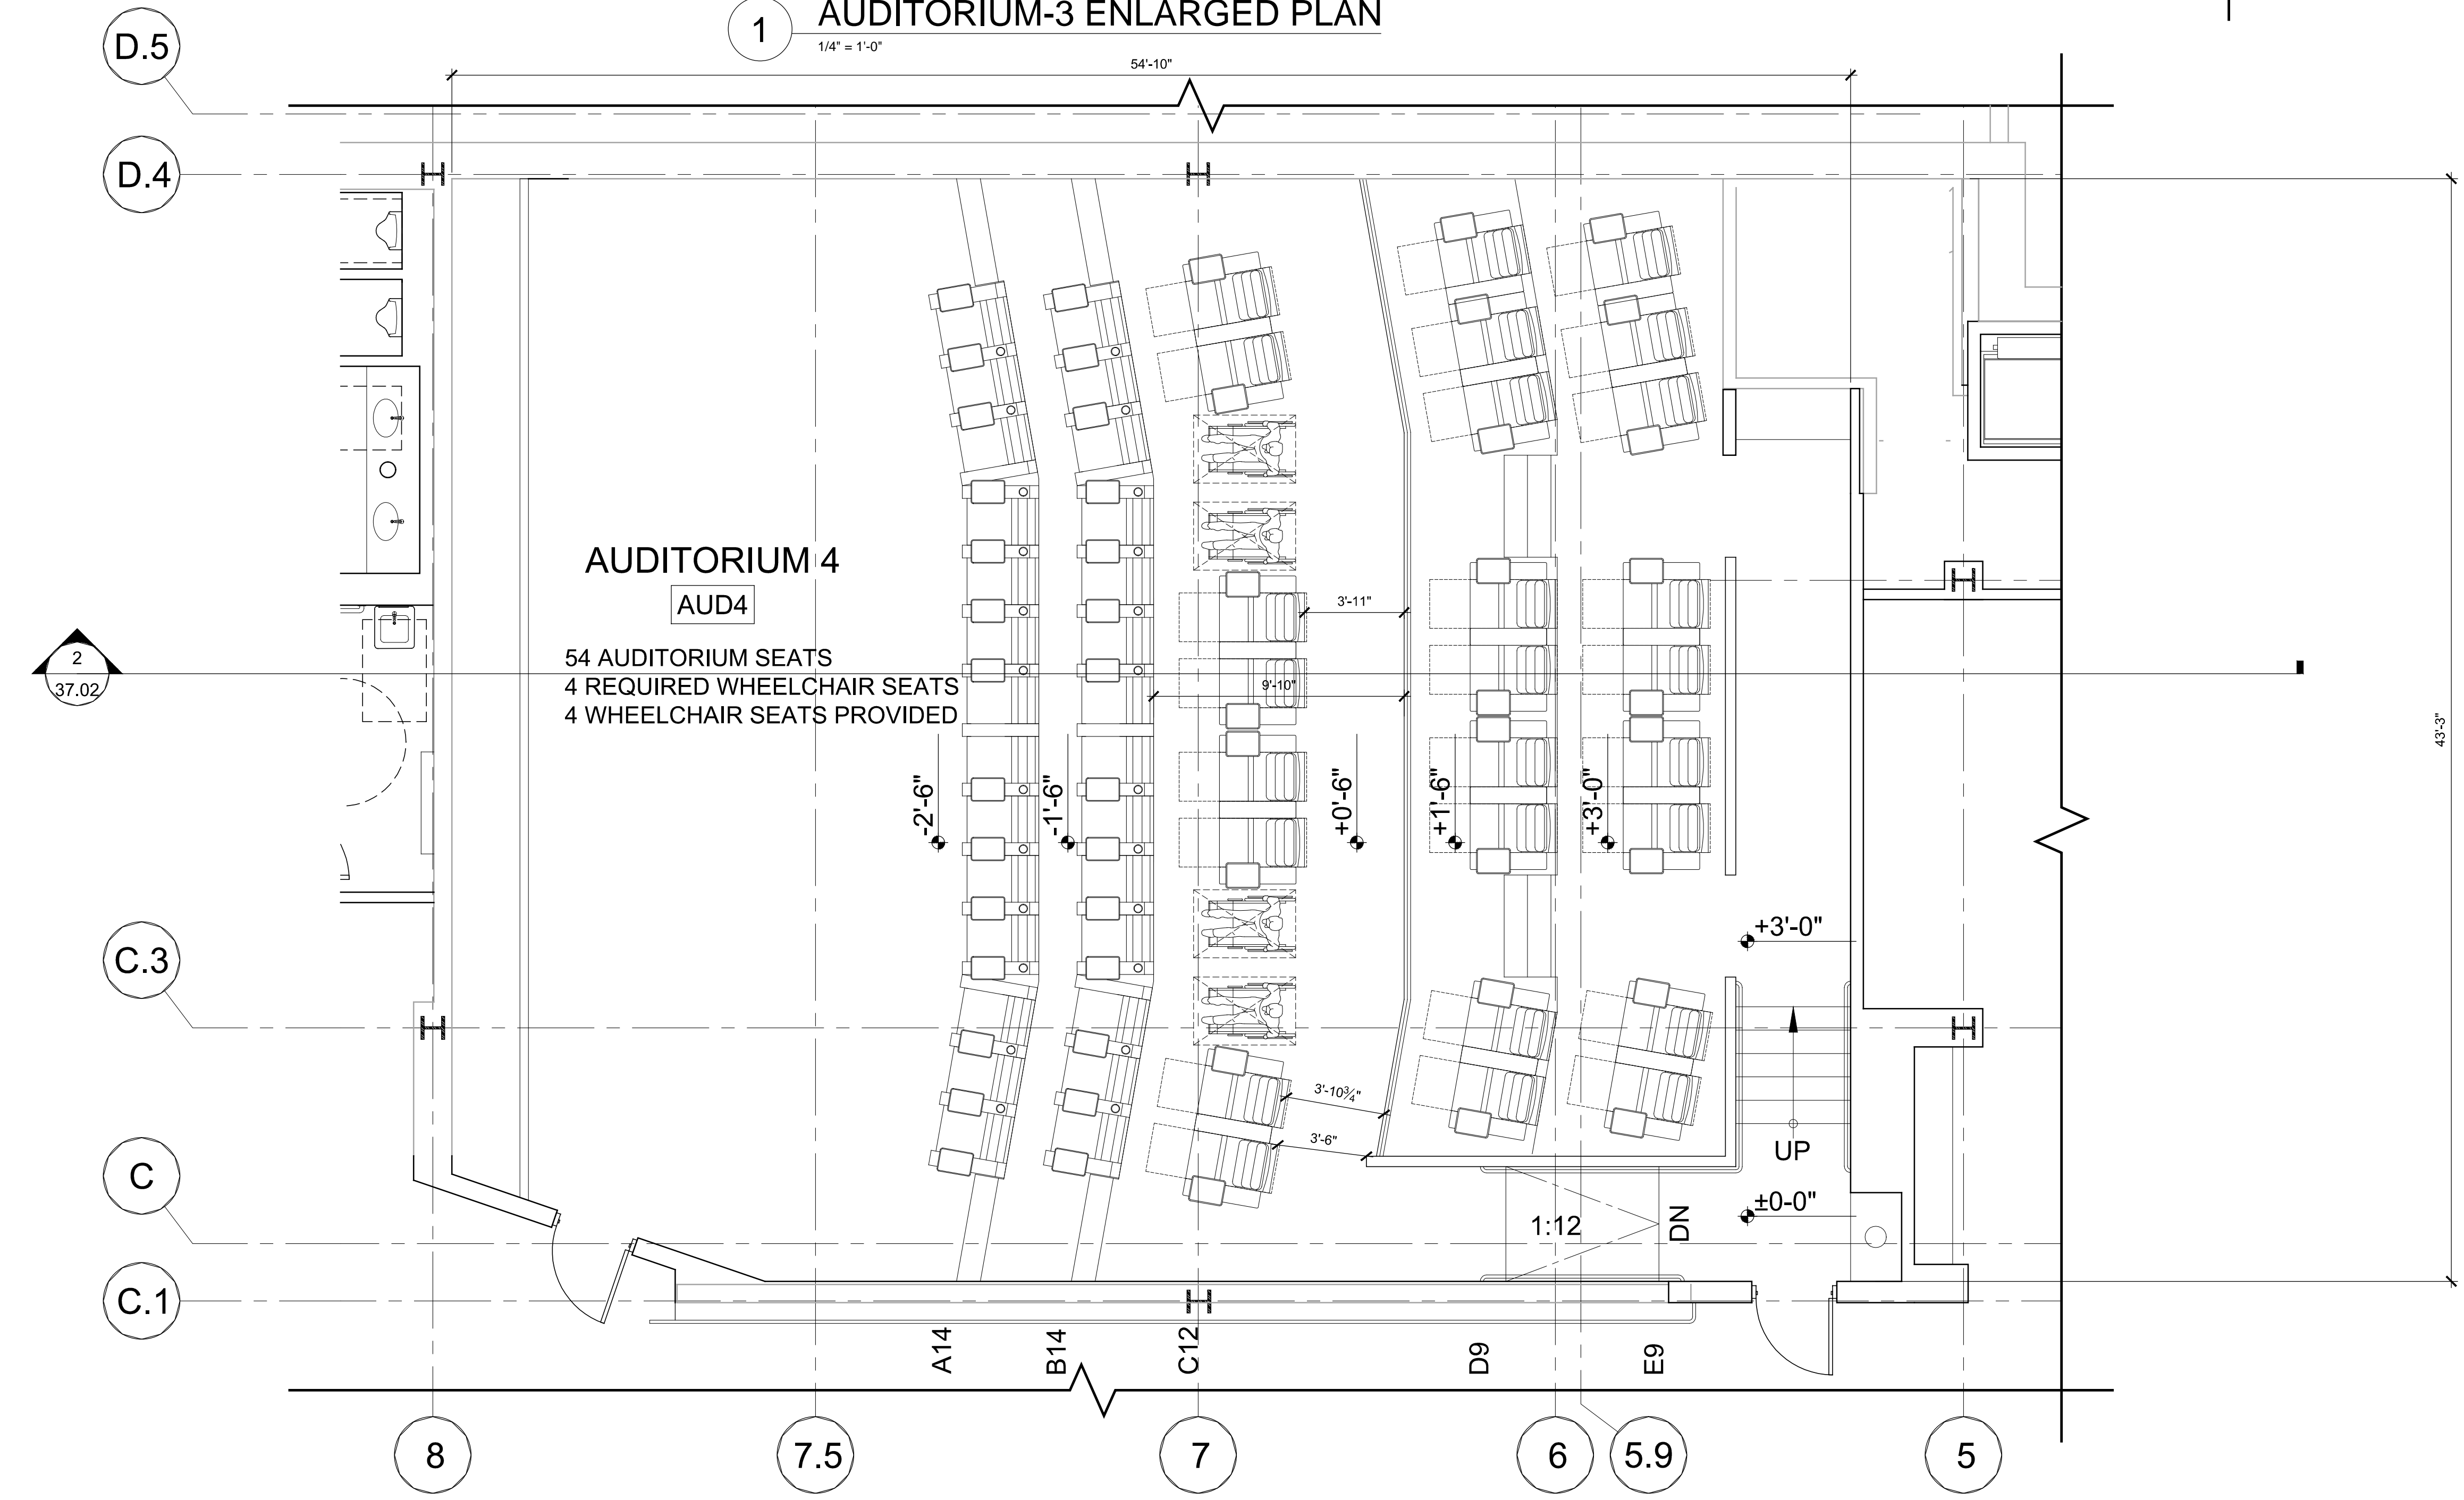 1
AUDITORIUM-3 ENLARGED PLAN
1/4" = 1'-0"
D.5
54'-10"
D.4
AUDITORIUM 4
AUD4
3'-11"
54 AUDITORIUM SEATS
4 REQUIRED WHEELCHAIR SEATS
4 WHEELCHAIR SEATS PROVIDED
2
37.02
9'-10"
43'-3"
-2'-6"
-1'-6"
+0'-6"
+1'-6"
+3'-0"
+3'-0"
C.3
3'-10¾"
3'-6"
UP
C
±0-0"
1:12
DN
C.1
A14
B14
C12
D9
E9
8
7.5
7
6
5.9
5